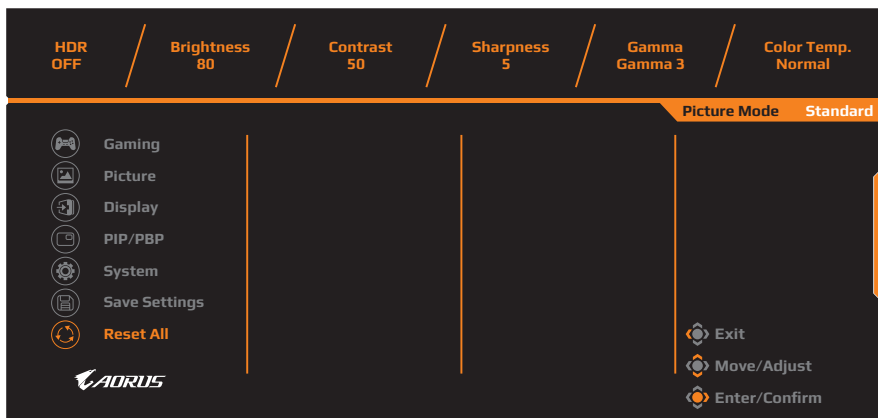 HDR Brightness Contrast Sharpness Gamma Color Temp.
OFF 80 50 5 Gamma 3 Normal
Picture Mode Standard
Gaming
Picture
Display
PIP/PBP
System
Save Settings
Reset All
Exit
Move/Adjust
Enter/Confirm
AORUS